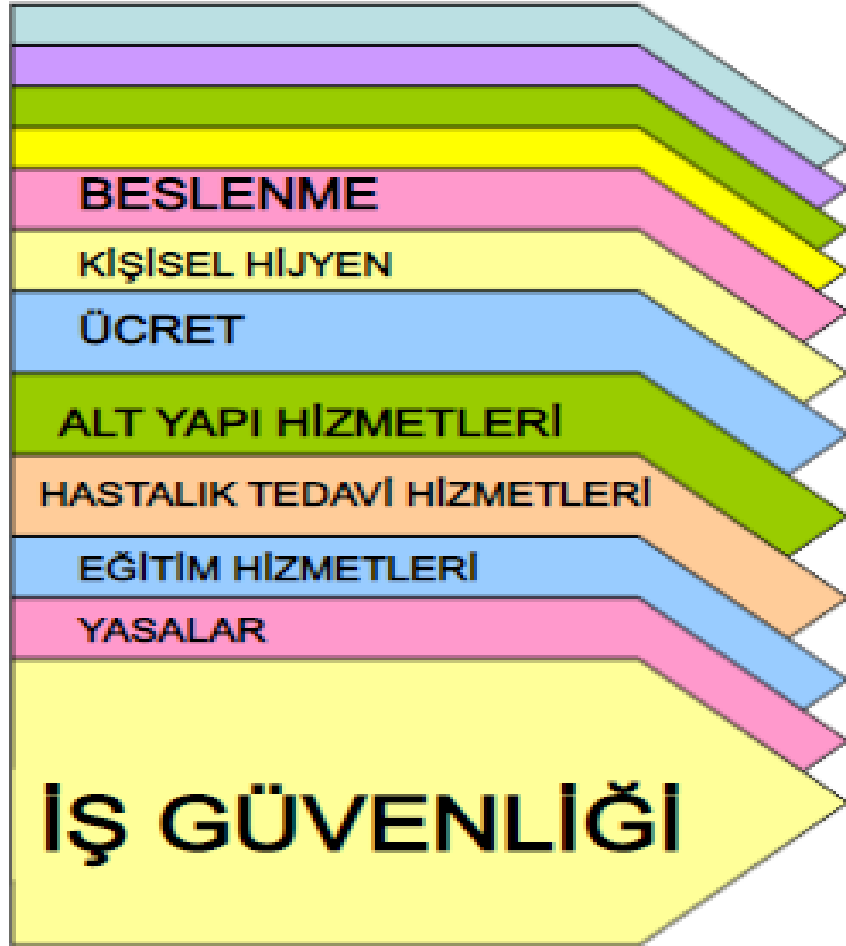 BESLENME
KİŞİSEL HİJYEN
ÜCRET
ALT YAPI HİZMETLERİ
HASTALIK TEDAVİ HİZMETLERİ
EĞİTİM HİZMETLERİ
YASALAR
İŞ GÜVENLİĞİ